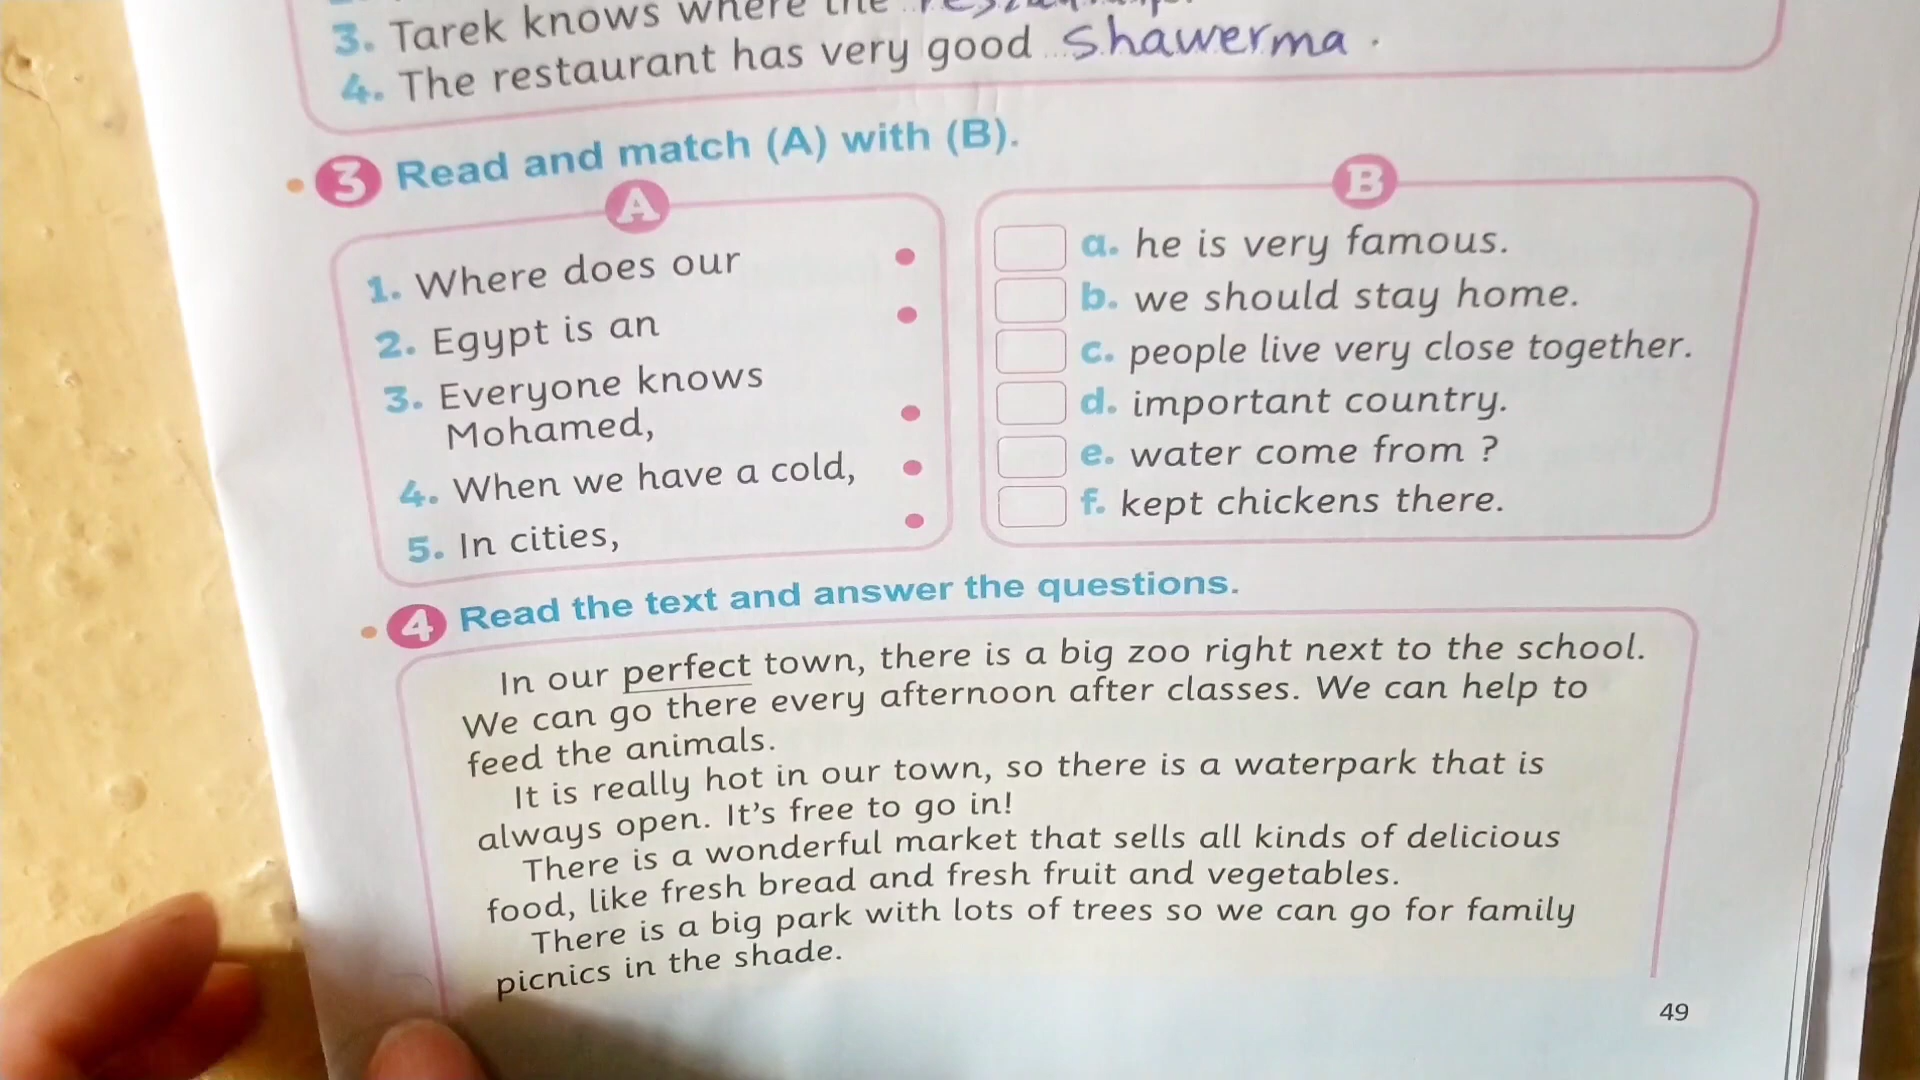 3. Tarek knows where the
4. The restaurant has very good Shawerma.
3 Read and match (A) with (B).
A
1. Where does our
2. Egypt is an
3. Everyone knows
Mohamed,
4. When we have a cold,
5. In cities,
B
a. he is very famous.
b. we should stay home.
c. people live very close together.
d. important country.
e. water come from ?
f. kept chickens there.
4 Read the text and answer the questions.
In our perfect town, there is a big zoo right next to the school.
We can go there every afternoon after classes. We can help to
feed the animals.
It is really hot in our town, so there is a waterpark that is
always open. It's free to go in!
There is a wonderful market that sells all kinds of delicious
food, like fresh bread and fresh fruit and vegetables.
There is a big park with lots of trees so we can go for family
picnics in the shade.
49